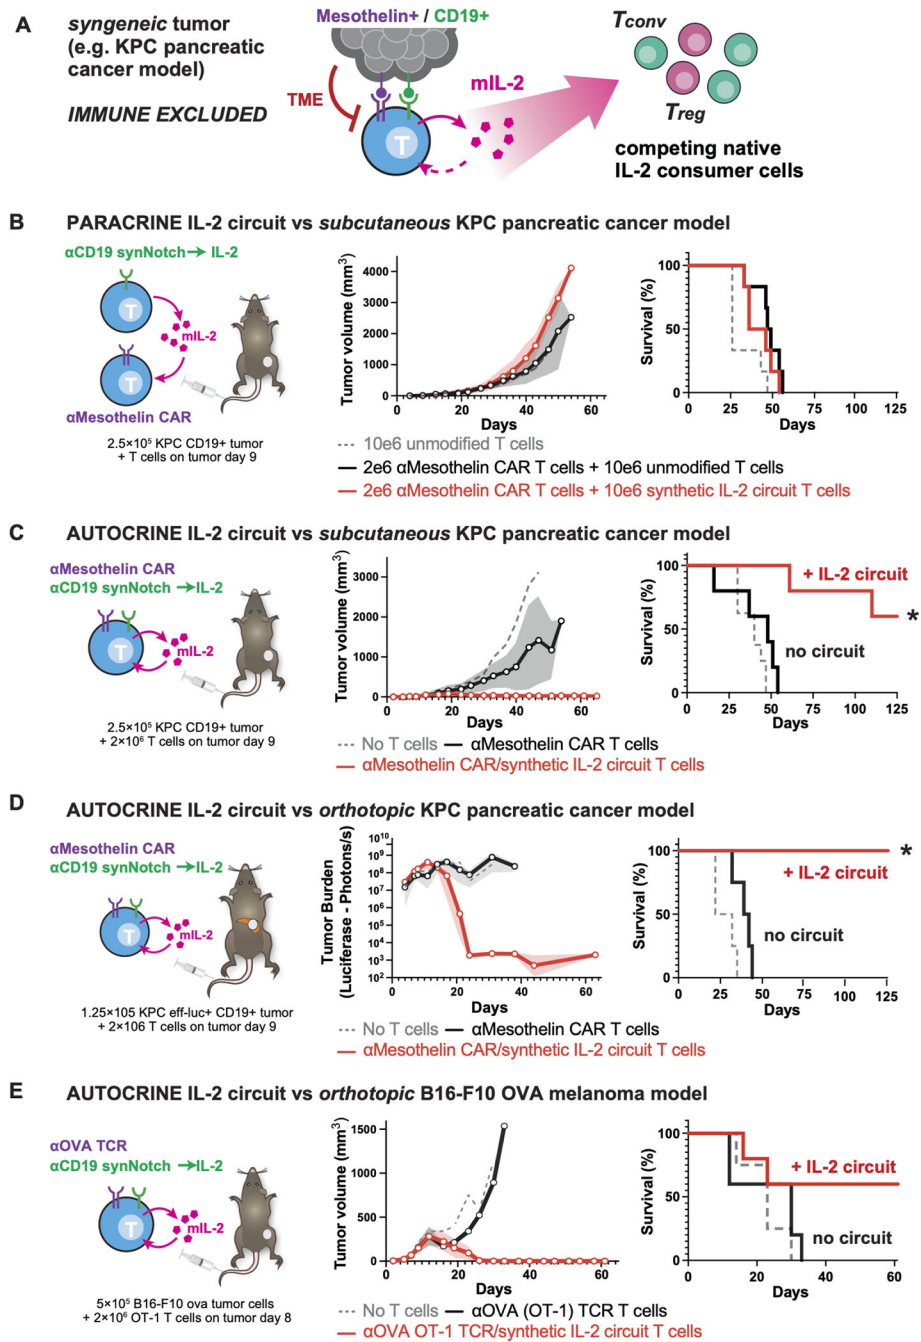 A
syngeneic tumor
(e.g. KPC pancreatic
cancer model)
IMMUNE EXCLUDED
Mesothelin+ / CD19+
TME
T
mIL-2
Tconv
Treg
competing native
IL-2 consumer cells
B PARACRINE IL-2 circuit vs subcutaneous KPC pancreatic cancer model
αCD19 synNotch→ IL-2
T
mIL-2
T
αMesothelin CAR
2.5×10⁵ KPC CD19+ tumor
+ T cells on tumor day 9
Tumor volume (mm³)
4000
3000
2000
1000
0
0 20 40 60
Days
Survival (%)
100
50
0
0 25 50 75 100 125
Days
10e6 unmodified T cells
2e6 αMesothelin CAR T cells + 10e6 unmodified T cells
2e6 αMesothelin CAR T cells + 10e6 synthetic IL-2 circuit T cells
C AUTOCRINE IL-2 circuit vs subcutaneous KPC pancreatic cancer model
αMesothelin CAR
αCD19 synNotch →IL-2
T
mIL-2
2.5×10⁵ KPC CD19+ tumor
+ 2×10⁶ T cells on tumor day 9
Tumor volume (mm³)
3000
2000
1000
0
0 20 40 60
Days
Survival (%)
100
50
0
+ IL-2 circuit
*
no circuit
0 25 50 75 100 125
Days
No T cells αMesothelin CAR T cells
αMesothelin CAR/synthetic IL-2 circuit T cells
D AUTOCRINE IL-2 circuit vs orthotopic KPC pancreatic cancer model
αMesothelin CAR
αCD19 synNotch →IL-2
T
mIL-2
1.25×105 KPC eff-luc+ CD19+ tumor
+ 2×106 T cells on tumor day 9
Tumor Burden
(Luciferase - Photons/s)
10¹⁰
10⁹
10⁸
10⁷
10⁶
10⁵
10⁴
10³
10²
0 20 40 60
Days
Survival (%)
100
50
0
*
+ IL-2 circuit
no circuit
0 25 50 75 100 125
Days
No T cells αMesothelin CAR T cells
αMesothelin CAR/synthetic IL-2 circuit T cells
E AUTOCRINE IL-2 circuit vs orthotopic B16-F10 OVA melanoma model
αOVA TCR
αCD19 synNotch →IL-2
T
mIL-2
5×10⁵ B16-F10 ova tumor cells
+ 2×10⁶ OT-1 T cells on tumor day 8
Tumor volume (mm³)
1500
1000
500
0
0 20 40 60
Days
Survival (%)
100
50
0
+ IL-2 circuit
no circuit
0 20 40 60
Days
No T cells αOVA (OT-1) TCR T cells
αOVA OT-1 TCR/synthetic IL-2 circuit T cells